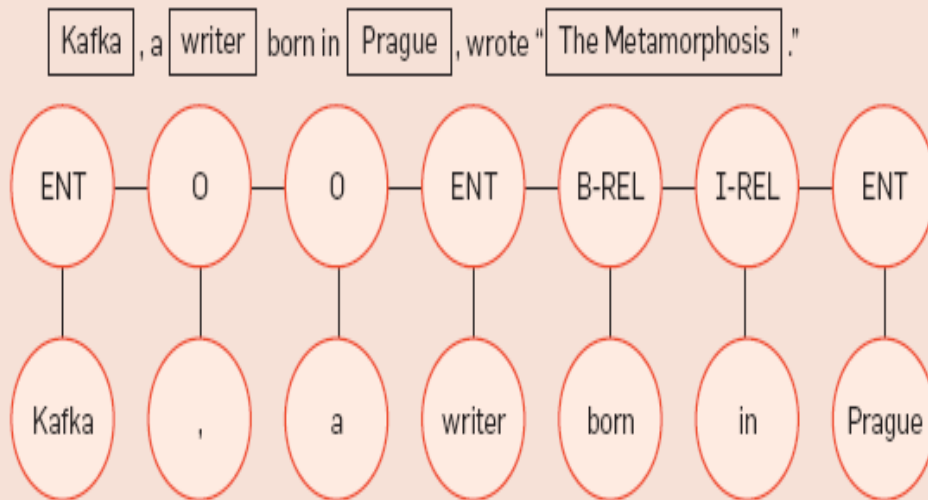 Kafka , a writer born in Prague , wrote “ The Metamorphosis .”
ENT O O ENT B-REL I-REL ENT
Kafka , a writer born in Prague